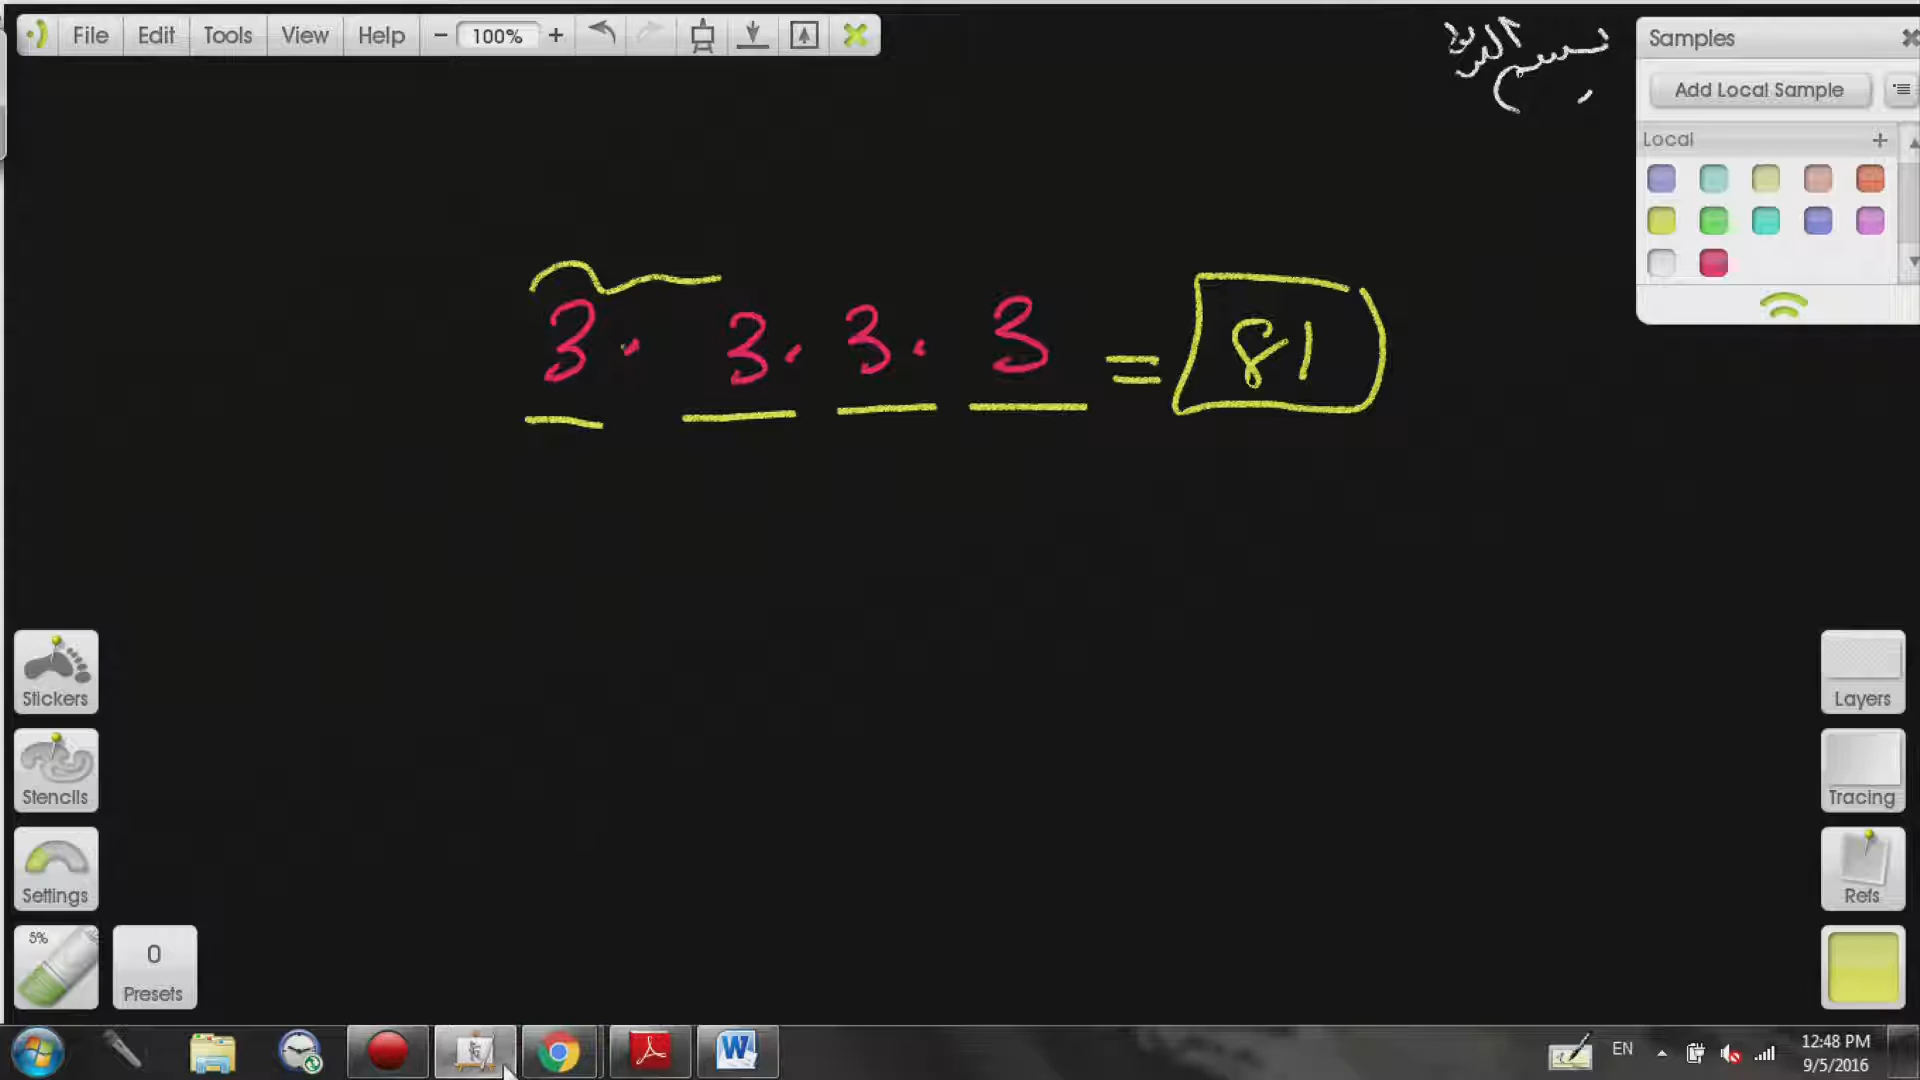 File Edit Tools View Help − 100% +
بسم الله
Samples
Add Local Sample
Local +
3 · 3 · 3 · 3 = 81
Stickers
Layers
Stencils
Tracing
Settings
Refs
5%
0
Presets
EN
12:48 PM
9/5/2016